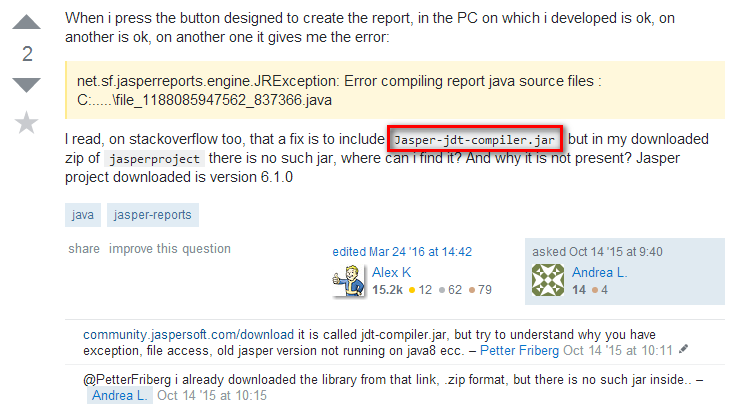 When i press the button designed to create the report, in the PC on which i developed is ok, on
another is ok, on another one it gives me the error:
2
net.sf.jasperreports.engine.JRException: Error compiling report java source files :
C:.....\file_1188085947562_837366.java
I read, on stackoverflow too, that a fix is to include Jasper-jdt-compiler.jar but in my downloaded
zip of jasperproject there is no such jar, where can i find it? And why it is not present? Jasper
project downloaded is version 6.1.0
java jasper-reports
share improve this question
edited Mar 24 '16 at 14:42
Alex K
15.2k 12 62 79
asked Oct 14 '15 at 9:40
Andrea L.
14 4
community.jaspersoft.com/download it is called jdt-compiler.jar, but try to understand why you have
exception, file access, old jasper version not running on java8 ecc. – Petter Friberg Oct 14 '15 at 10:11
@PetterFriberg i already downloaded the library from that link, .zip format, but there is no such jar inside.. –
Andrea L. Oct 14 '15 at 10:15